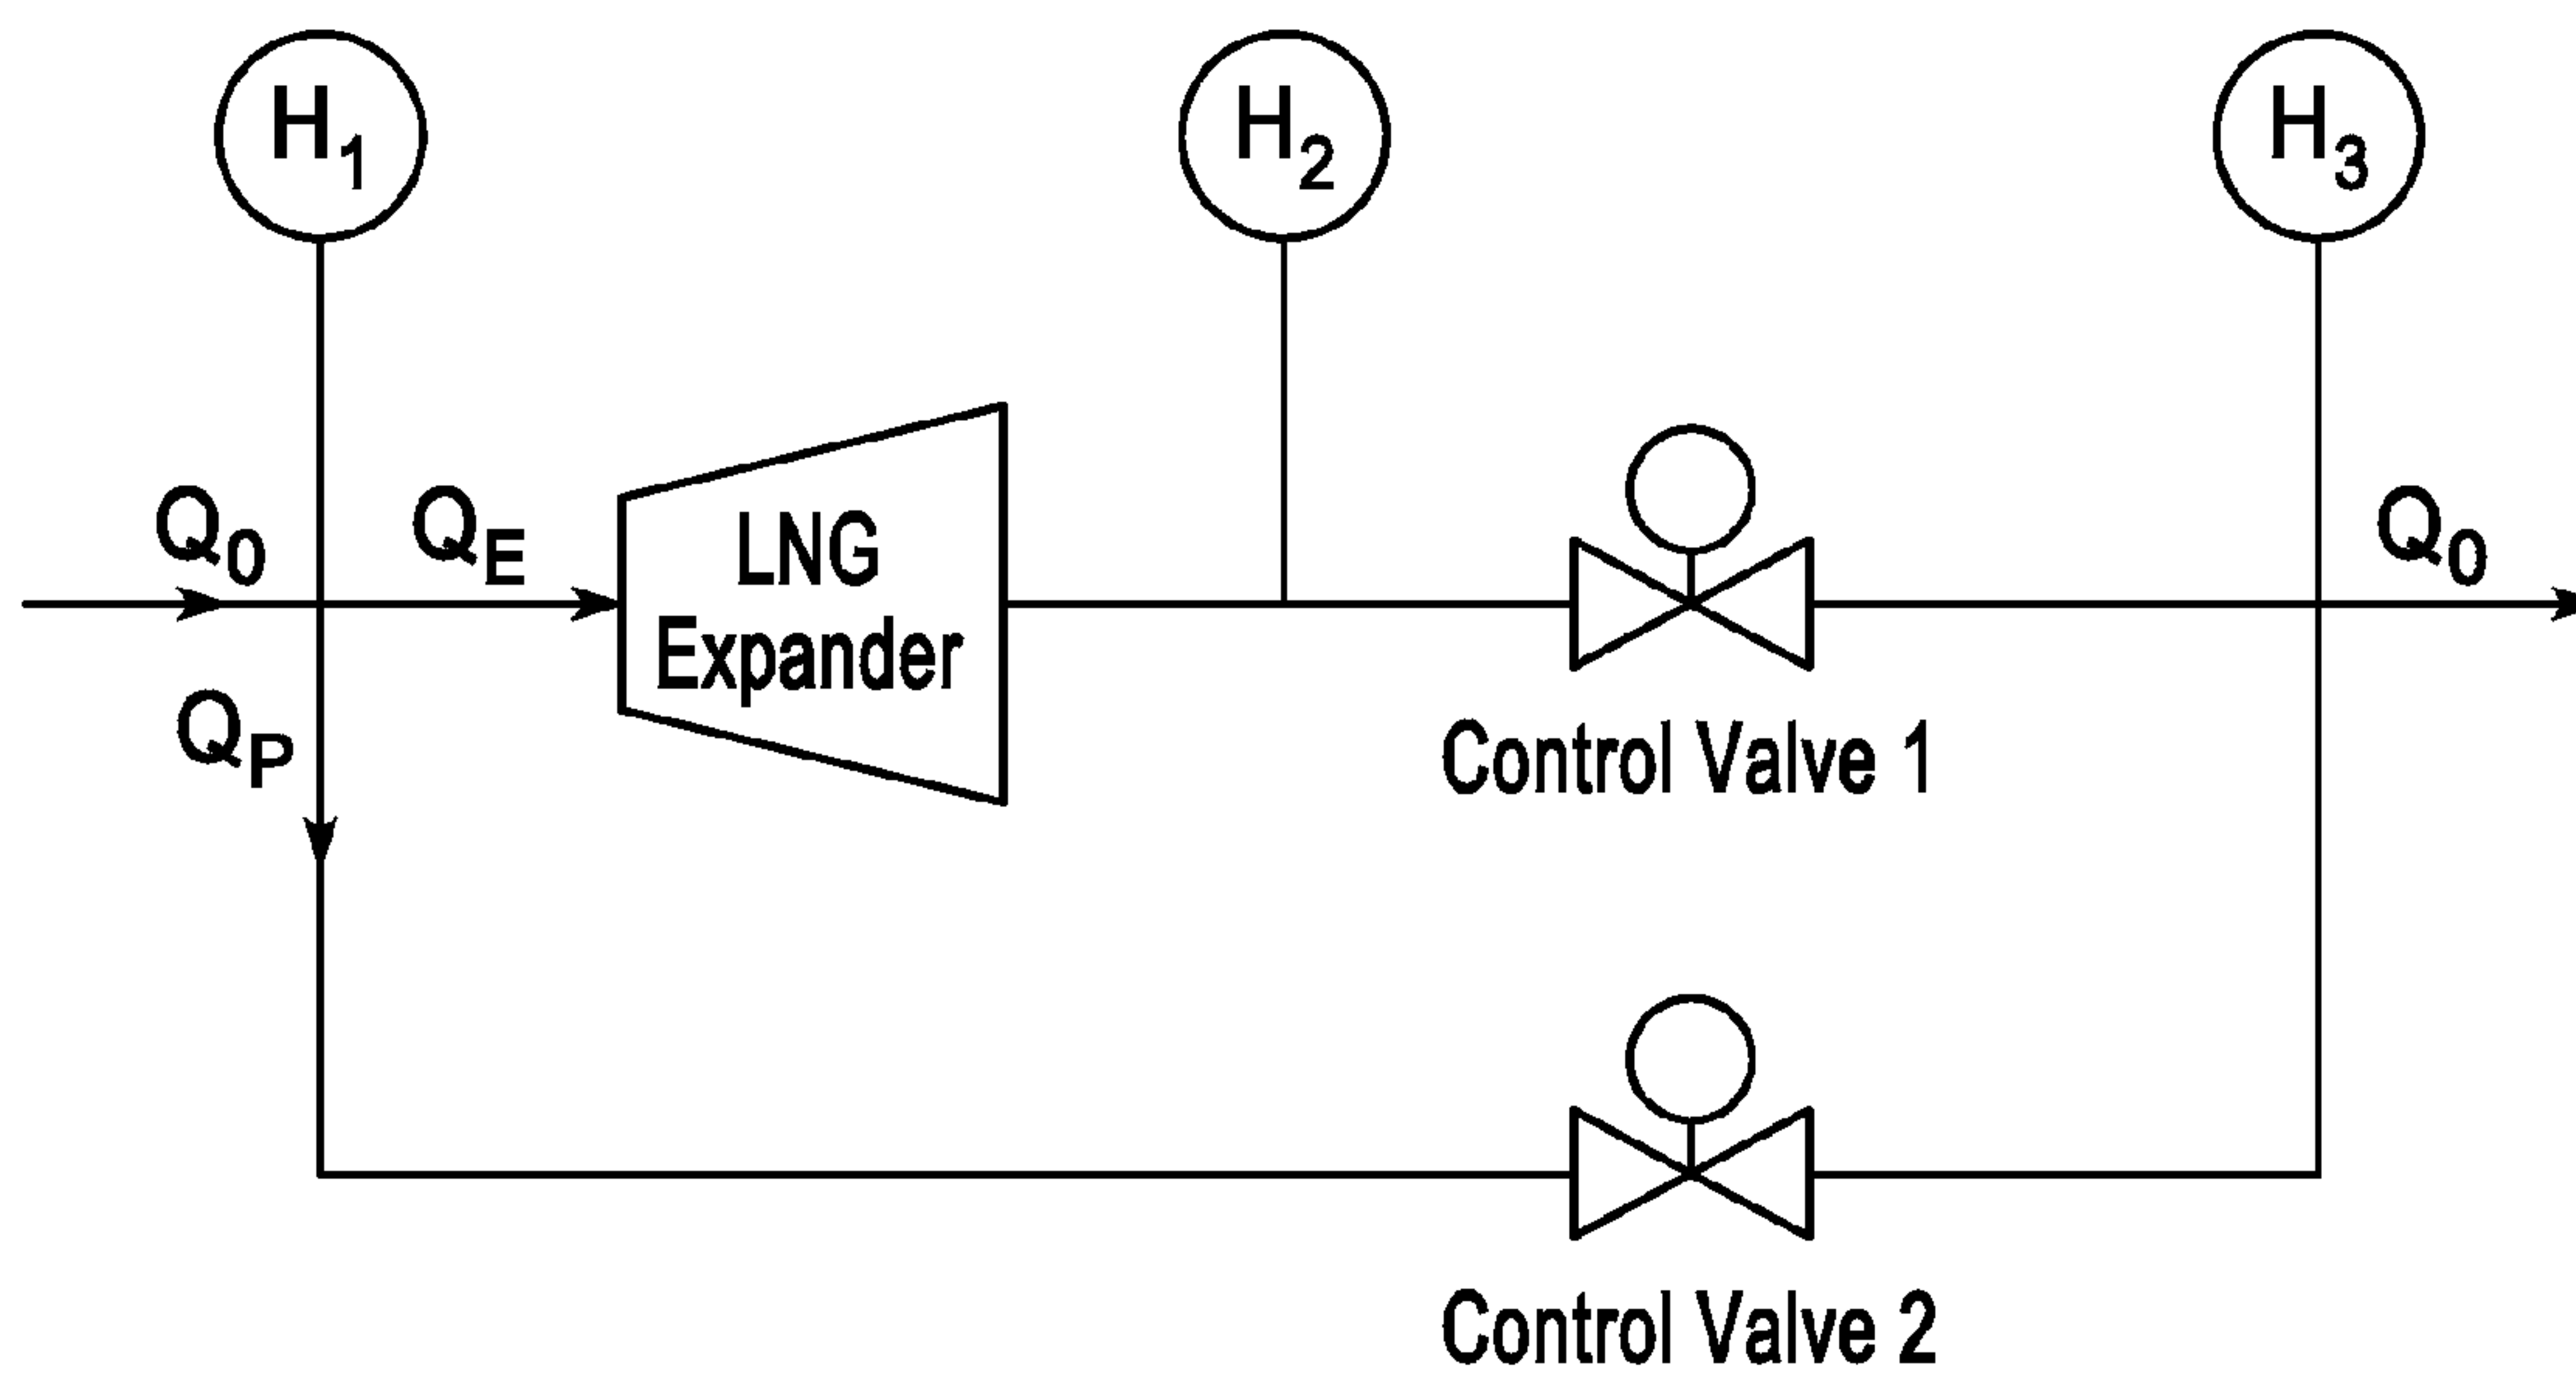 H1
H2
H3
Q0
QE
LNG
Expander
Q0
QP
Control Valve 1
Control Valve 2